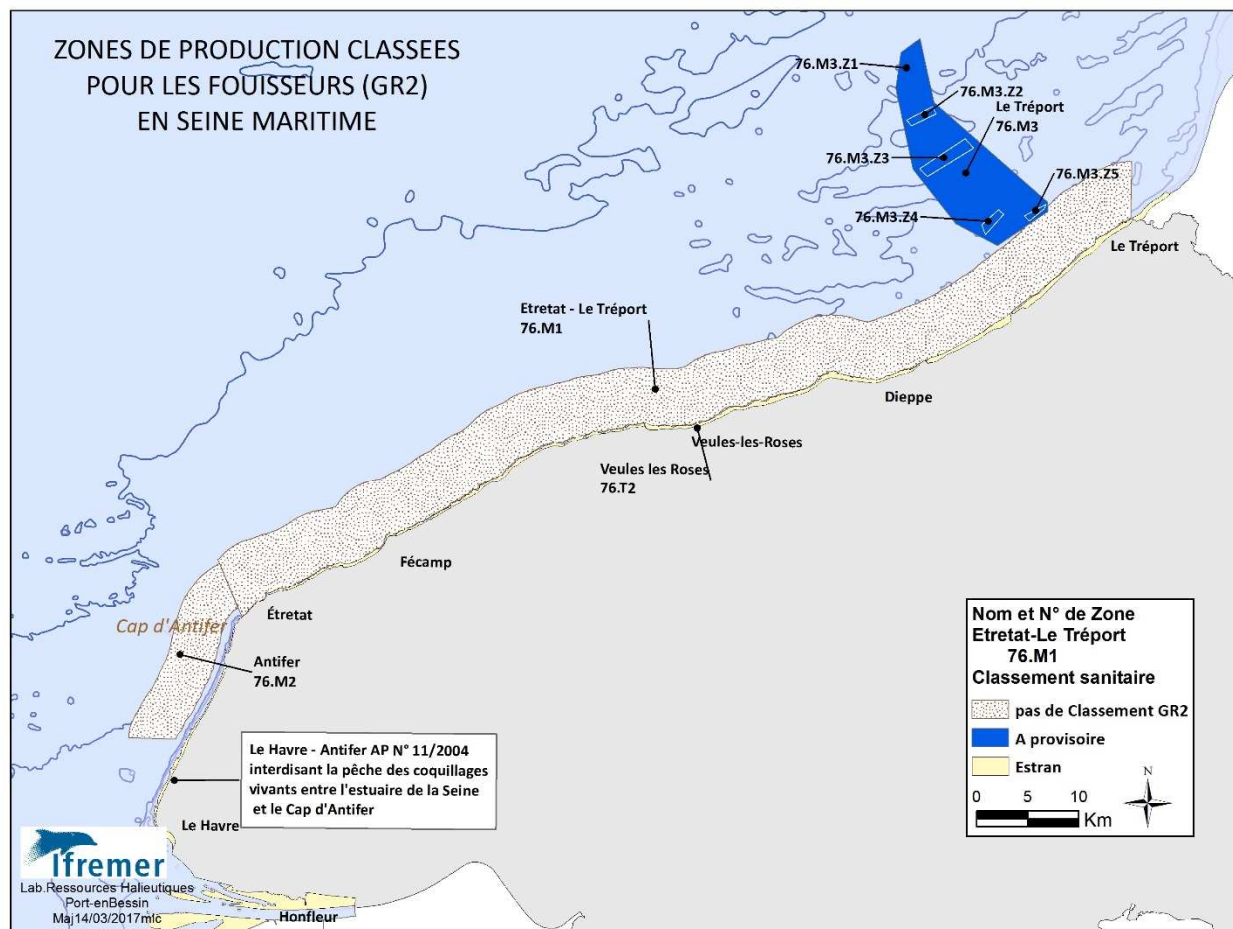 ZONES DE PRODUCTION CLASSEES
POUR LES FOUISSEURS (GR2)
EN SEINE MARITIME
76.M3.Z1
76.M3.Z2
Le Tréport
76.M3
76.M3.Z3
76.M3.Z5
76.M3.Z4
Le Tréport
Etretat - Le Tréport
76.M1
Dieppe
Veules-les-Roses
Veules les Roses
76.T2
Fécamp
Étretat
Cap d'Antifer
Antifer
76.M2
Le Havre - Antifer AP N° 11/2004
interdisant la pêche des coquillages
vivants entre l'estuaire de la Seine
et le Cap d'Antifer
Le Havre
Honfleur
Nom et N° de Zone
Etretat-Le Tréport
76.M1
Classement sanitaire
pas de Classement GR2
A provisoire
Estran
N
0 5 10
Km
Ifremer
Lab.Ressources Halieutiques
Port-enBessin
Maj14/03/2017mlc